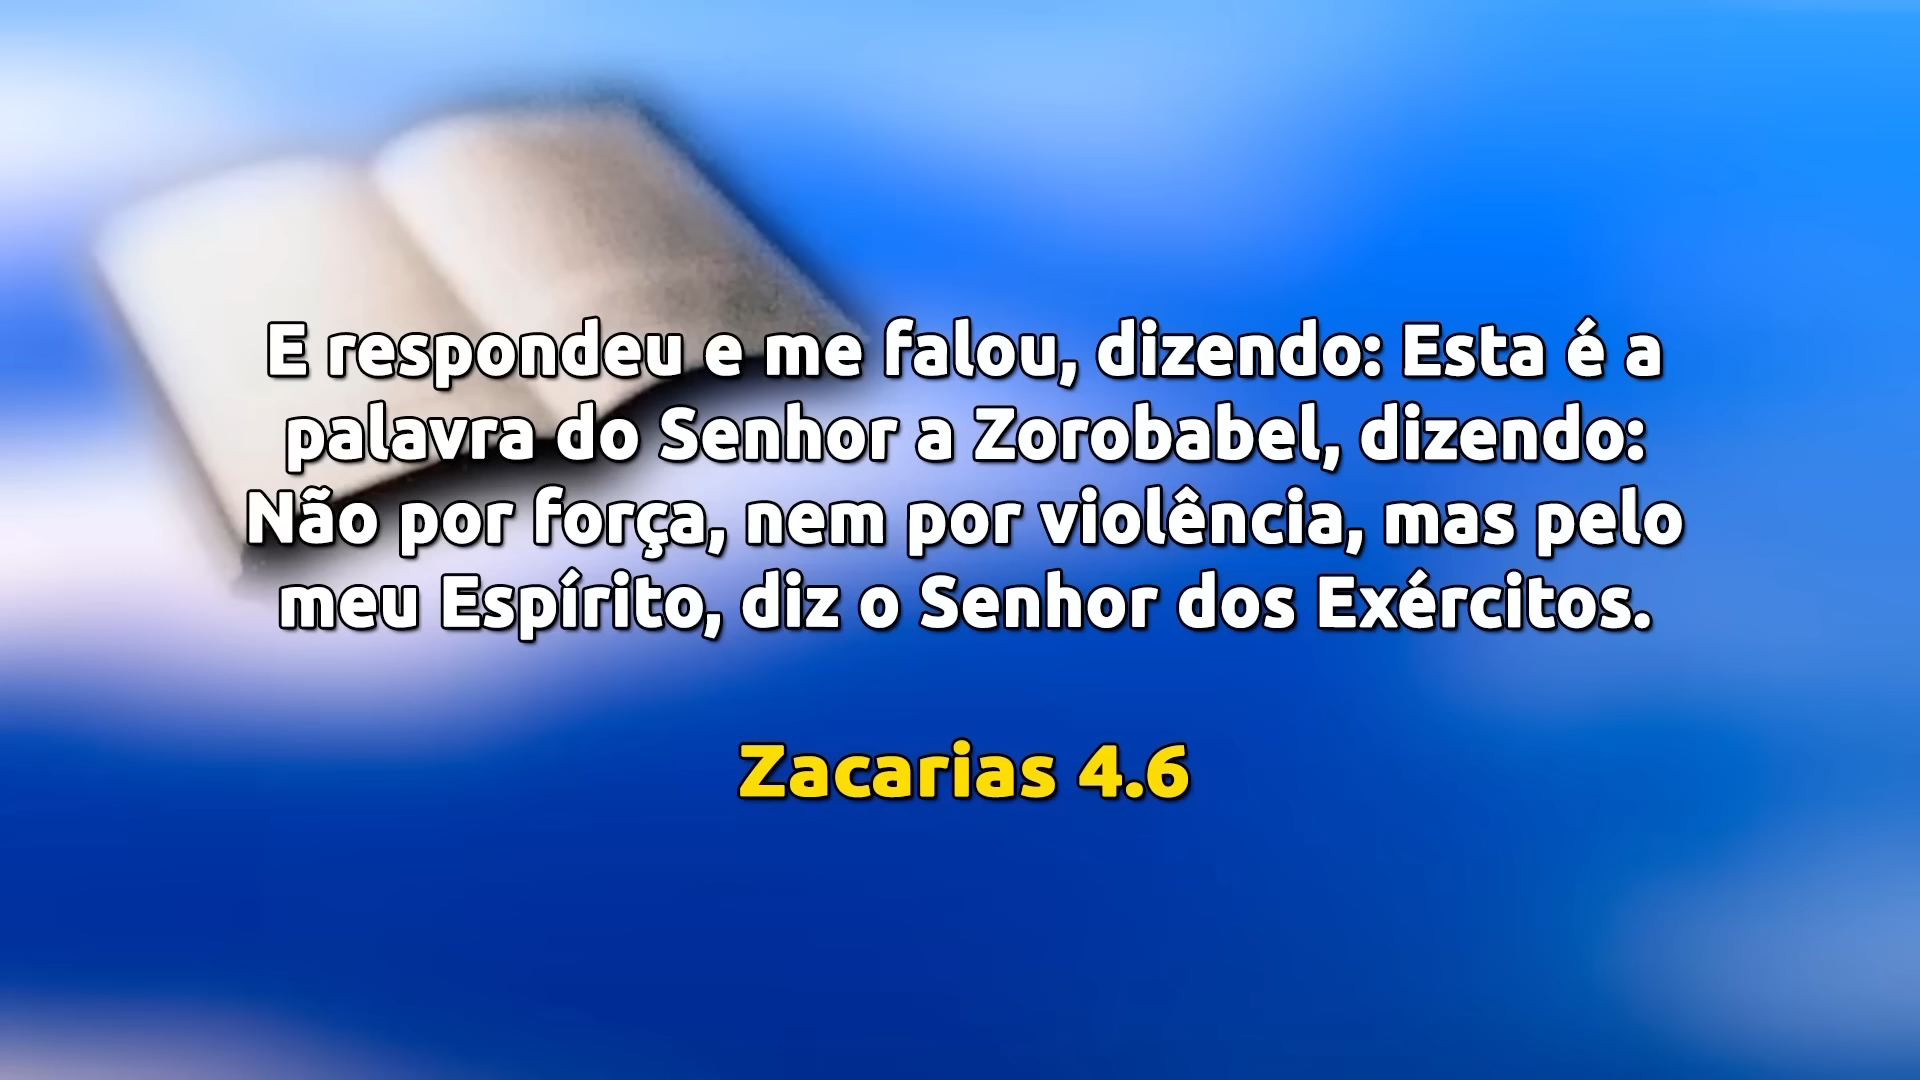 E respondeu e me falou, dizendo: Esta é a
palavra do Senhor a Zorobabel, dizendo:
Não por força, nem por violência, mas pelo
meu Espírito, diz o Senhor dos Exércitos.
Zacarias 4.6